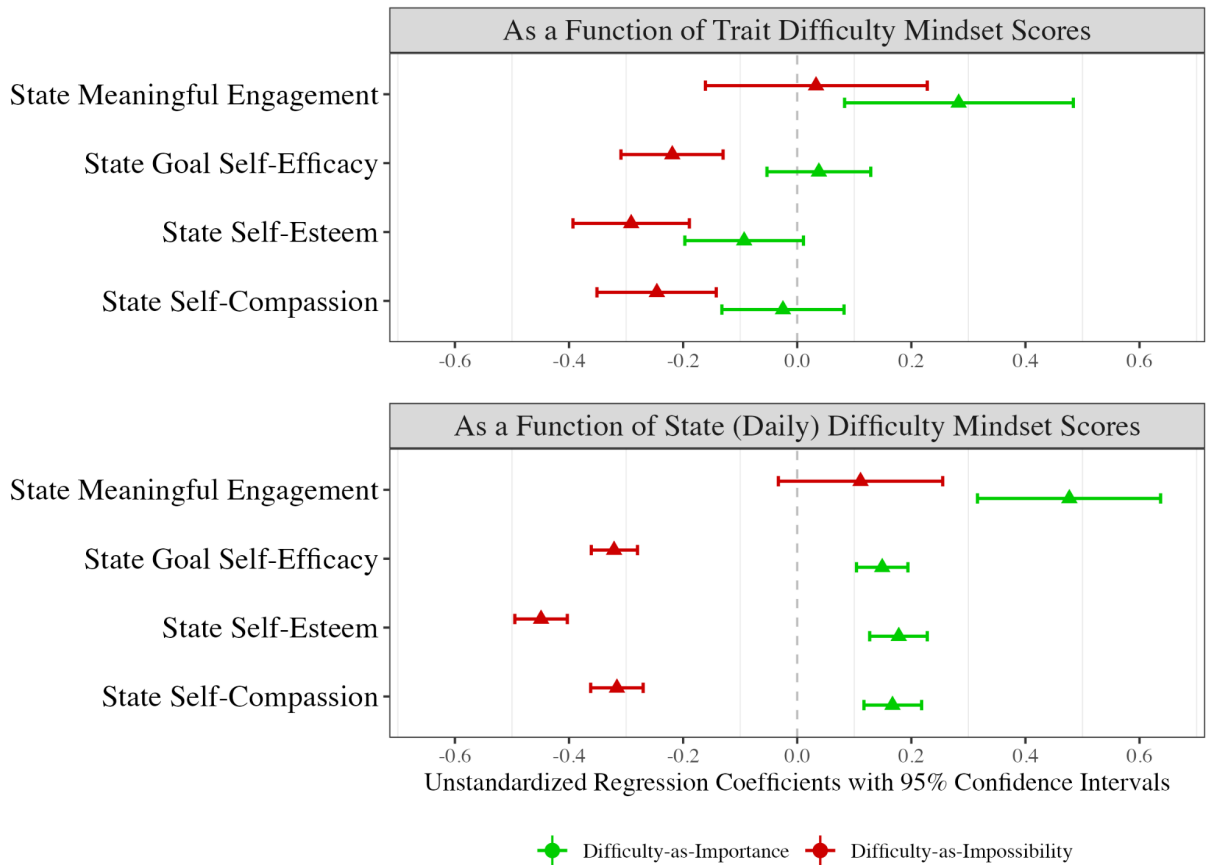 As a Function of Trait Difficulty Mindset Scores
State Meaningful Engagement
State Goal Self-Efficacy
State Self-Esteem
State Self-Compassion
-0.6 -0.4 -0.2 0.0 0.2 0.4 0.6
As a Function of State (Daily) Difficulty Mindset Scores
State Meaningful Engagement
State Goal Self-Efficacy
State Self-Esteem
State Self-Compassion
-0.6 -0.4 -0.2 0.0 0.2 0.4 0.6
Unstandardized Regression Coefficients with 95% Confidence Intervals
Difficulty-as-Importance Difficulty-as-Impossibility